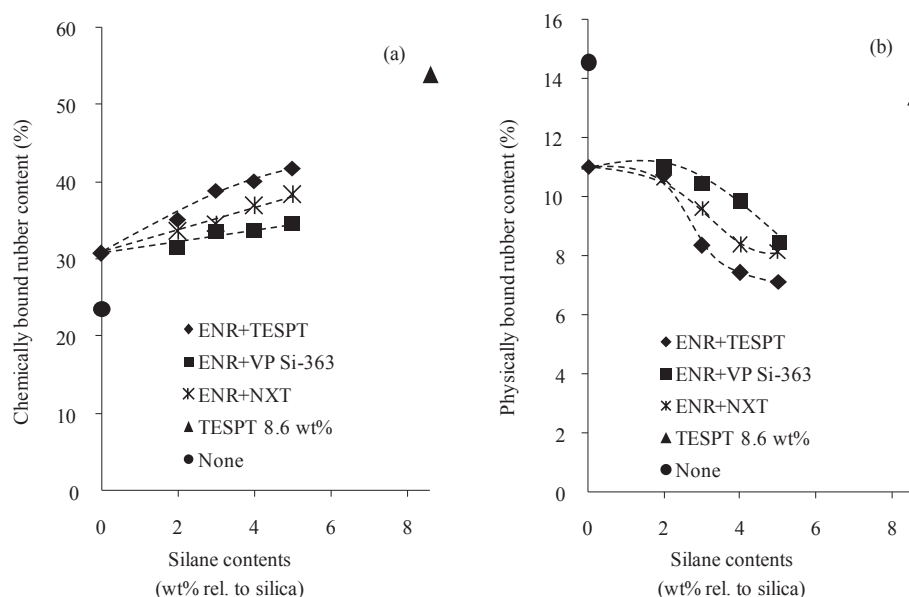 60
50
40
30
20
10
0
0
2
4
6
8
Chemically bound rubber content (%)
(a)
ENR+TESPT
ENR+VP Si-363
ENR+NXT
TESPT 8.6 wt%
None
Silane contents
(wt% rel. to silica)
16
14
12
10
8
6
4
2
0
0
2
4
6
8
Physically bound rubber content (%)
(b)
ENR+TESPT
ENR+VP Si-363
ENR+NXT
TESPT 8.6 wt%
None
Silane contents
(wt% rel. to silica)